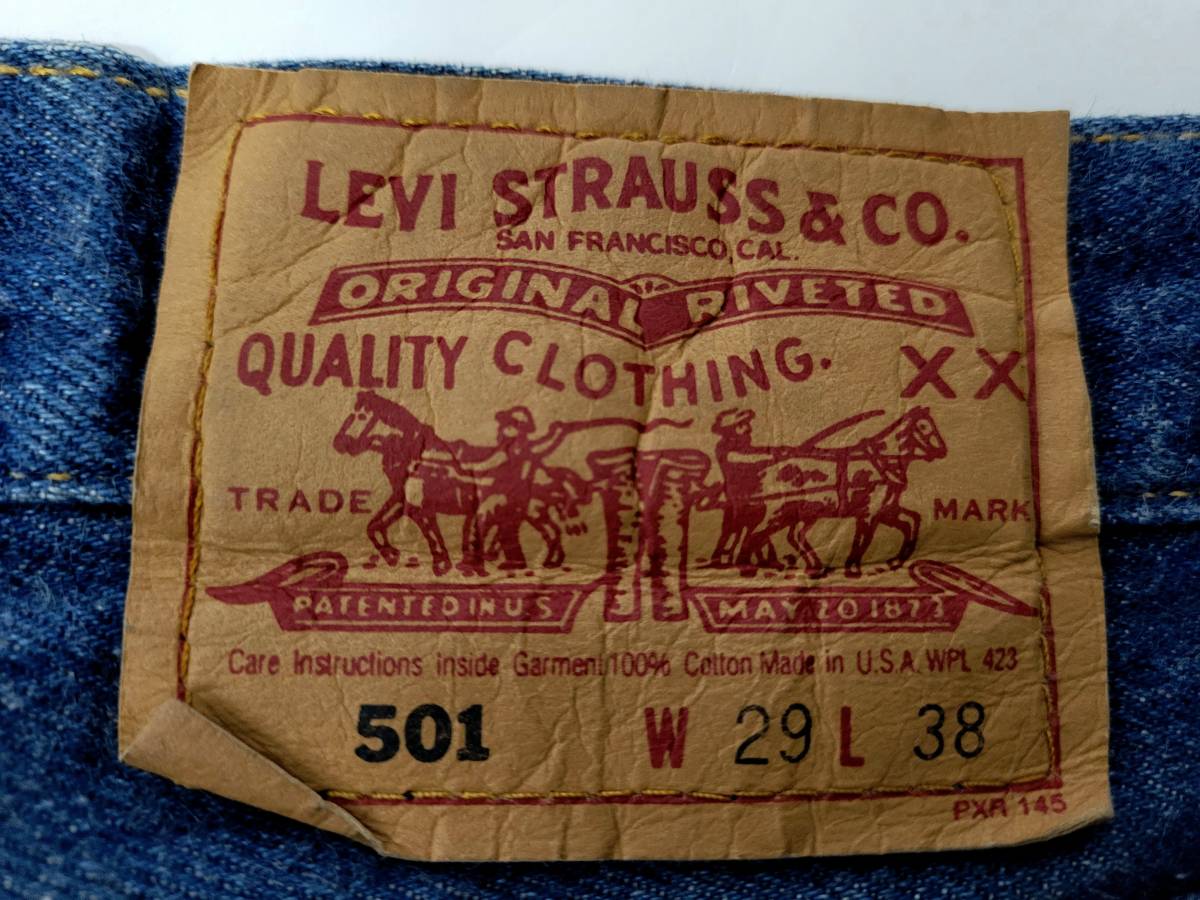 LEVI STRAUSS & CO.
SAN FRANCISCO, CAL.
ORIGINAL RIVETED
QUALITY CLOTHING. XX
TRADE MARK
PATENTED IN U.S MAY 20 1873
Care Instructions inside Garment 100% Cotton Made in U.S.A. WPL 423
501 W 29 L 38
PXR 145